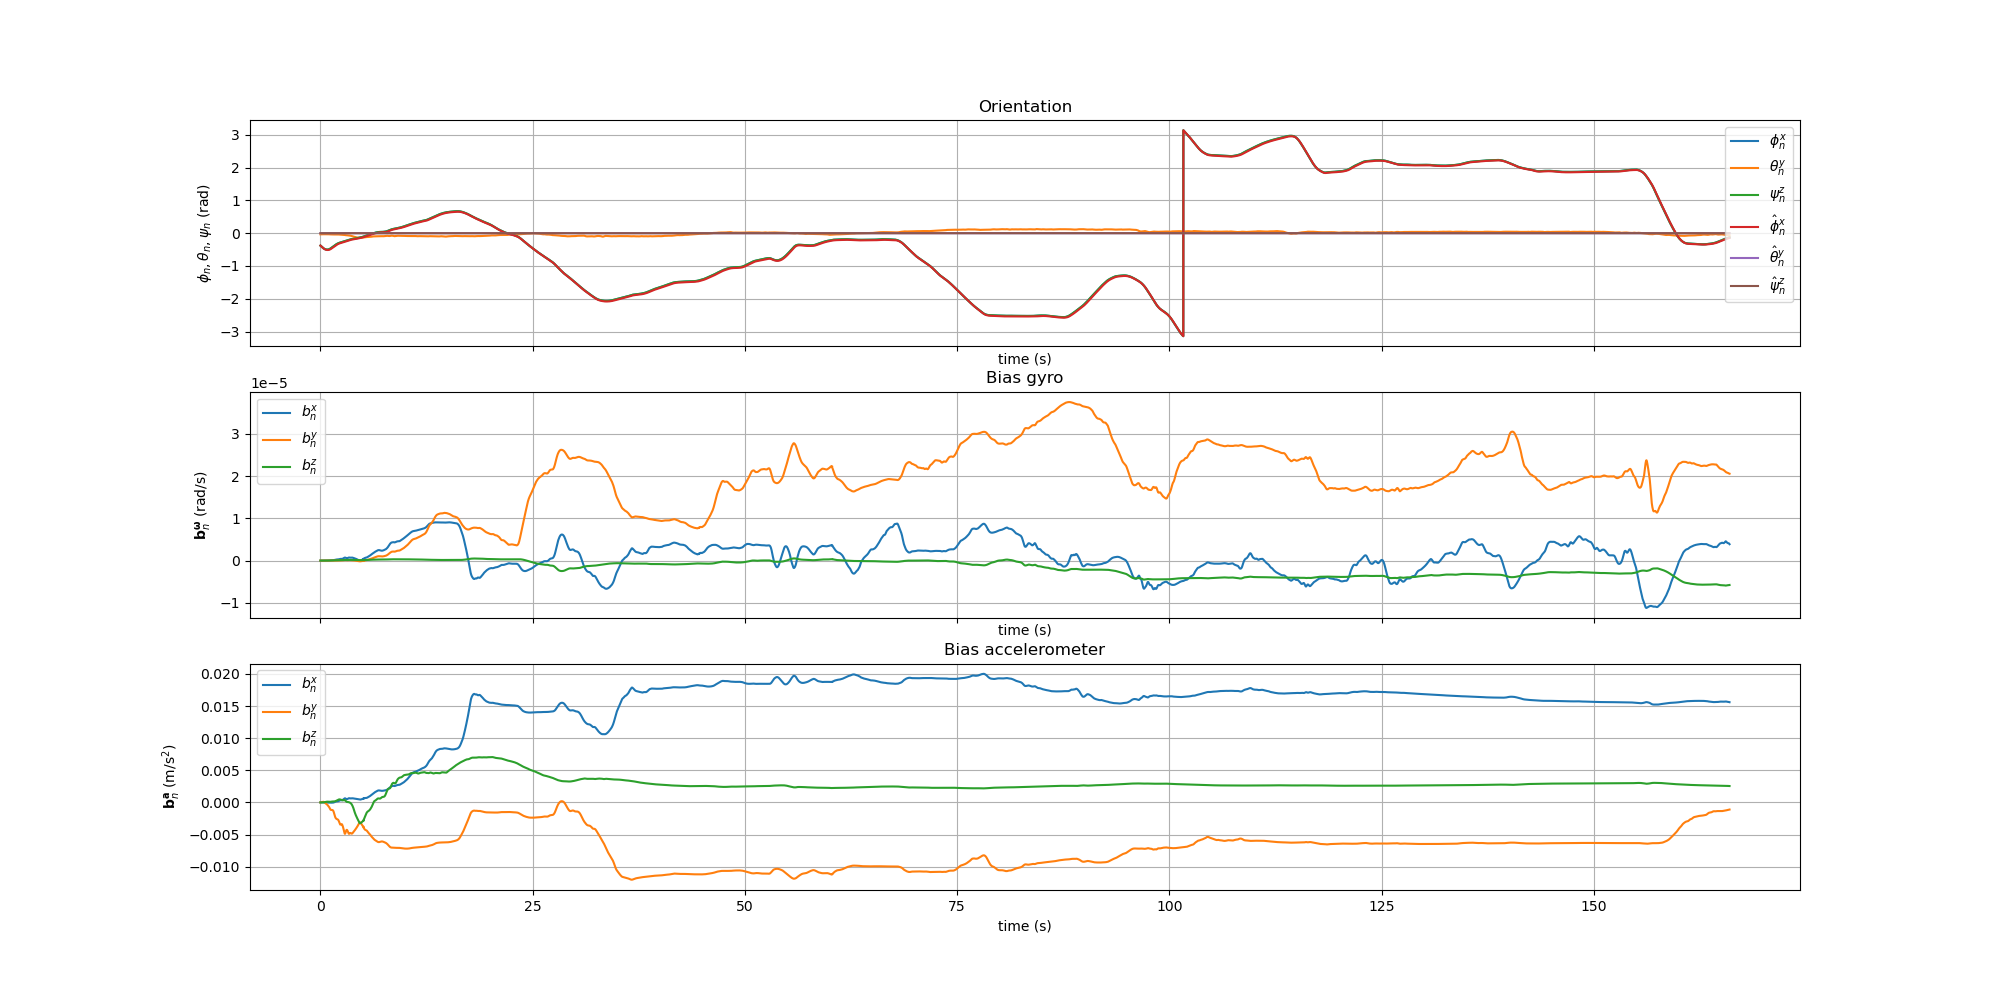 Orientation
3
2
1
0
−1
−2
−3
ϕₙ, θₙ, ψₙ (rad)
ϕₙˣ
θₙʸ
ψₙᶻ
ϕ̂ₙˣ
θ̂ₙʸ
ψ̂ₙᶻ
time (s)
Bias gyro
1e−5
3
2
1
0
−1
𝐛ₙ^𝛚 (rad/s)
bₙˣ
bₙʸ
bₙᶻ
time (s)
Bias accelerometer
0.020
0.015
0.010
0.005
0.000
−0.005
−0.010
𝐛ₙ^𝐚 (m/s²)
bₙˣ
bₙʸ
bₙᶻ
0 25 50 75 100 125 150
time (s)